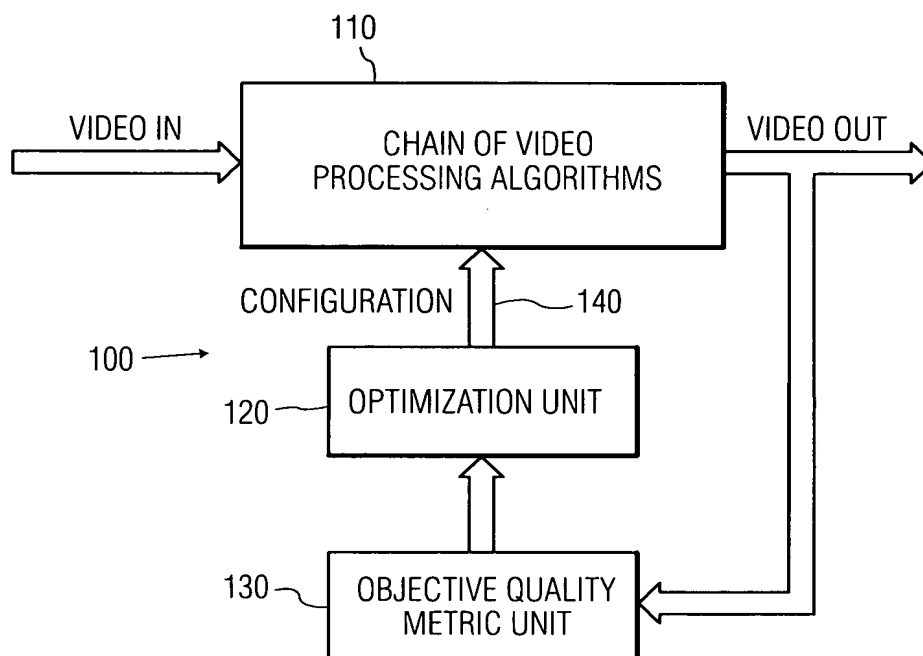 110
VIDEO IN
CHAIN OF VIDEO
PROCESSING ALGORITHMS
VIDEO OUT
CONFIGURATION
140
100
120
OPTIMIZATION UNIT
130
OBJECTIVE QUALITY
METRIC UNIT